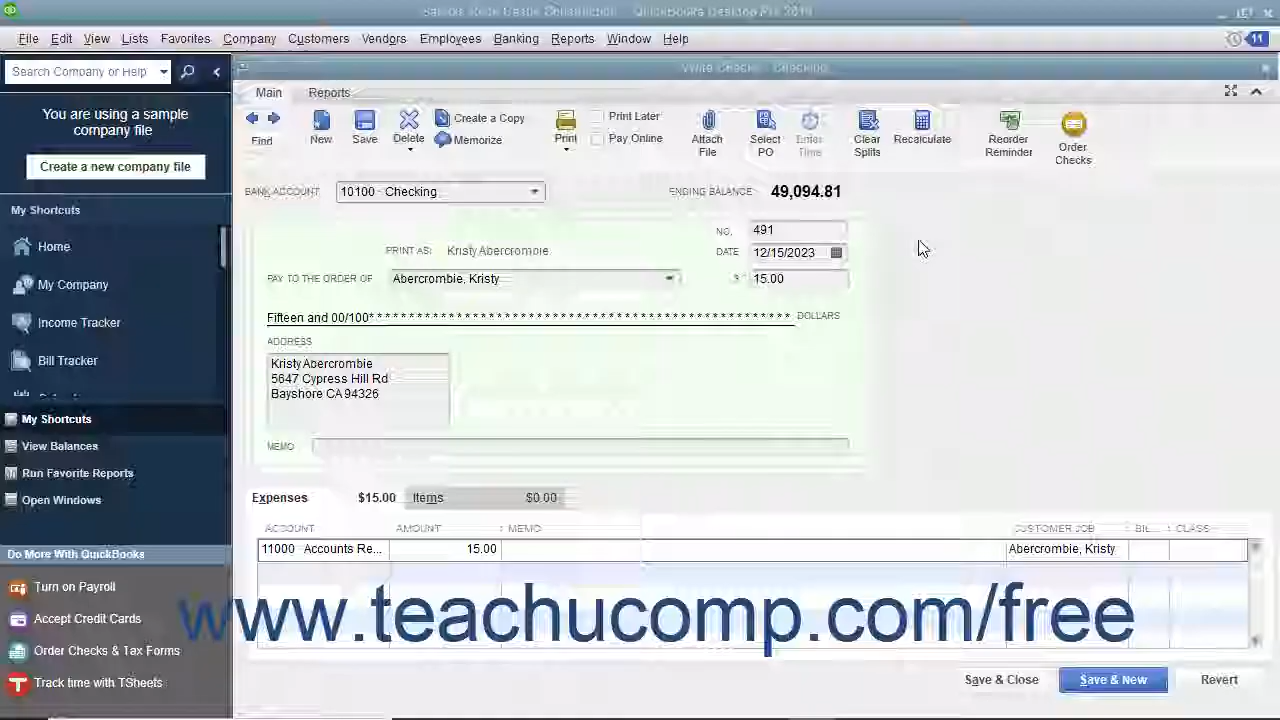 Sample Rock Castle Construction - QuickBooks Desktop Pro 2019
File Edit View Lists Favorites Company Customers Vendors Employees Banking Reports Window Help 11
Search Company or Help
Write Checks - Checking
Main Reports
You are using a sample
company file
Create a new company file
Find
New
Save
Delete
Create a Copy
Memorize
Print
Print Later
Pay Online
Attach
File
Select
PO
Enter
Time
Clear
Splits
Recalculate
Reorder
Reminder
Order
Checks
BANK ACCOUNT 10100 · Checking ENDING BALANCE 49,094.81
NO. 491
PRINT AS: Kristy Abercrombie DATE 12/15/2023
PAY TO THE ORDER OF Abercrombie, Kristy $ 15.00
Fifteen and 00/100* * * * * * * * * * * * * * * * * * * * * * * * * * * * * * * * * * * * * * * * * * * * * * * DOLLARS
ADDRESS
Kristy Abercrombie
5647 Cypress Hill Rd
Bayshore CA 94326
MEMO
Expenses $15.00 Items $0.00
ACCOUNT AMOUNT MEMO CUSTOMER:JOB BIL... CLASS
11000 · Accounts Re... 15.00 Abercrombie, Kristy
Save & Close Save & New Revert
My Shortcuts
Home
My Company
Income Tracker
Bill Tracker
My Shortcuts
View Balances
Run Favorite Reports
Open Windows
Do More With QuickBooks
Turn on Payroll
Accept Credit Cards
Order Checks & Tax Forms
Track time with TSheets
www.teachucomp.com/free